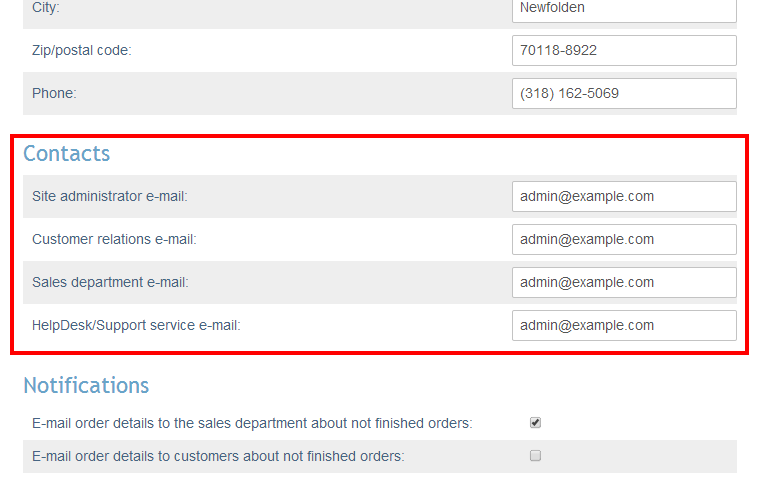 City: Newfolden
Zip/postal code: 70118-8922
Phone: (318) 162-5069
Contacts
Site administrator e-mail: admin@example.com
Customer relations e-mail: admin@example.com
Sales department e-mail: admin@example.com
HelpDesk/Support service e-mail: admin@example.com
Notifications
E-mail order details to the sales department about not finished orders:
E-mail order details to customers about not finished orders: